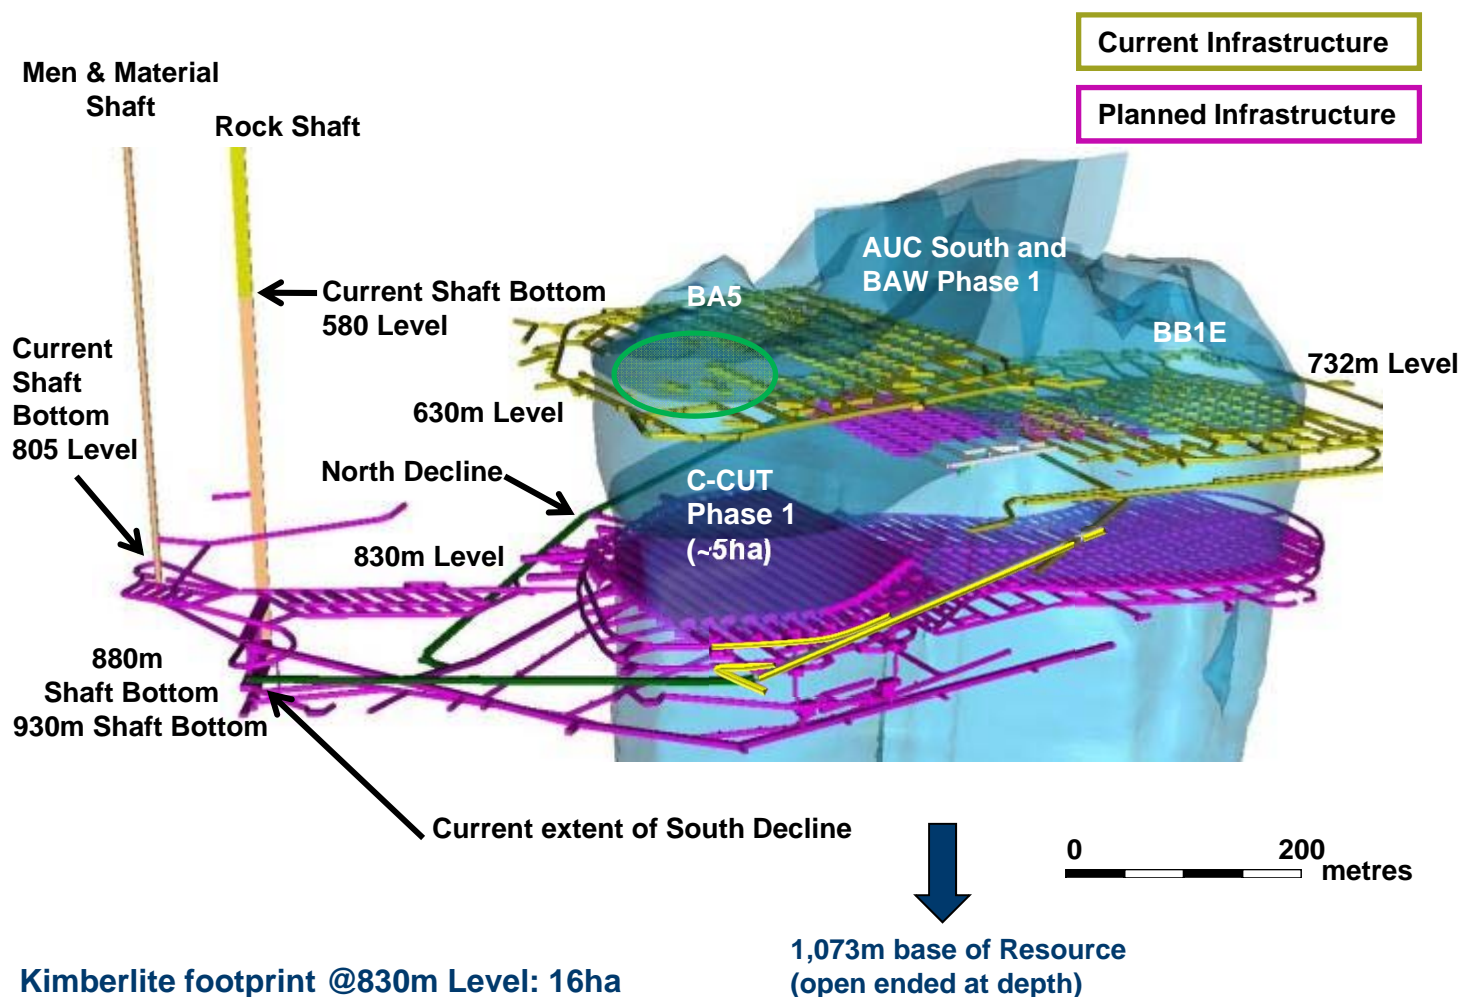 Current Infrastructure
Planned Infrastructure
Men & Material
Shaft
Rock Shaft
AUC South and
BAW Phase 1
BA5
Current Shaft Bottom
580 Level
BB1E
732m Level
Current
Shaft
Bottom
805 Level
630m Level
North Decline
C-CUT
Phase 1
(~5ha)
830m Level
880m
Shaft Bottom
930m Shaft Bottom
Current extent of South Decline
0 200
metres
1,073m base of Resource
(open ended at depth)
Kimberlite footprint @830m Level: 16ha